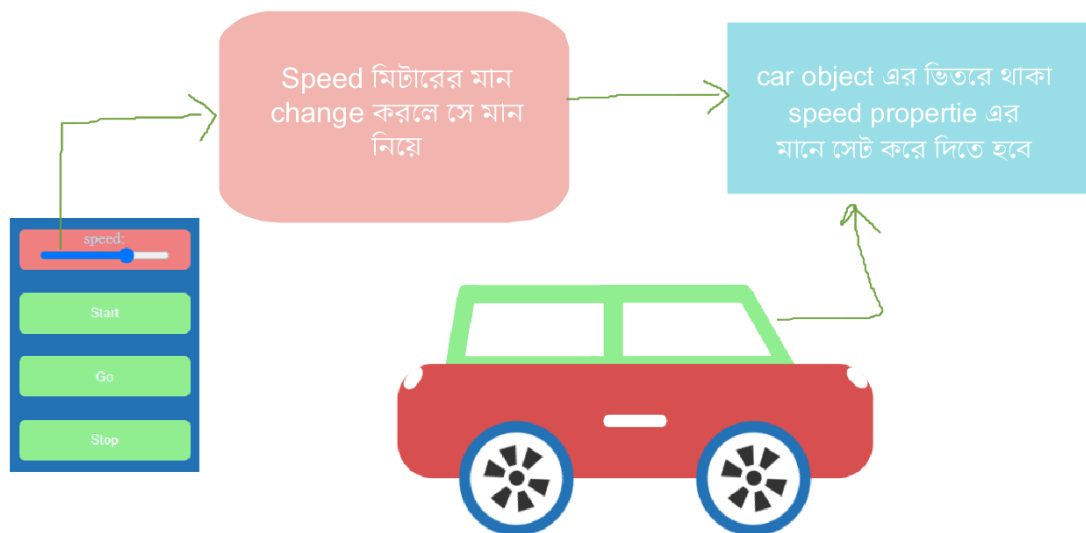 Speed মিটারের মান
change করলে সে মান
নিয়ে
car object এর ভিতরে থাকা
speed propertie এর
মানে সেট করে দিতে হবে
speed:
Start
Go
Stop